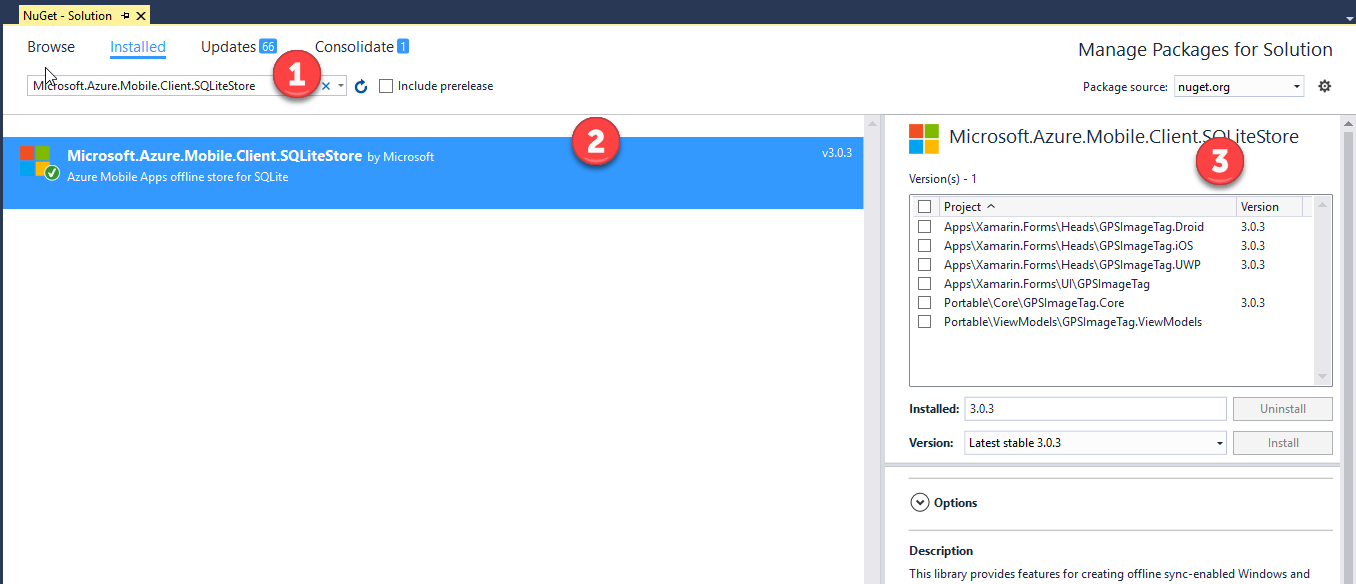 NuGet - Solution
Browse Installed Updates 66 Consolidate 1
Manage Packages for Solution
1
Microsoft.Azure.Mobile.Client.SQLiteStore
Include prerelease
Package source: nuget.org
2
Microsoft.Azure.Mobile.Client.SQLiteStore by Microsoft
v3.0.3
Azure Mobile Apps offline store for SQLite
Microsoft.Azure.Mobile.Client.SQLiteStore
3
Version(s) - 1
Project Version
Apps\Xamarin.Forms\Heads\GPSImageTag.Droid 3.0.3
Apps\Xamarin.Forms\Heads\GPSImageTag.iOS 3.0.3
Apps\Xamarin.Forms\Heads\GPSImageTag.UWP 3.0.3
Apps\Xamarin.Forms\UI\GPSImageTag
Portable\Core\GPSImageTag.Core 3.0.3
Portable\ViewModels\GPSImageTag.ViewModels
Installed: 3.0.3 Uninstall
Version: Latest stable 3.0.3 Install
Options
Description
This library provides features for creating offline sync-enabled Windows and